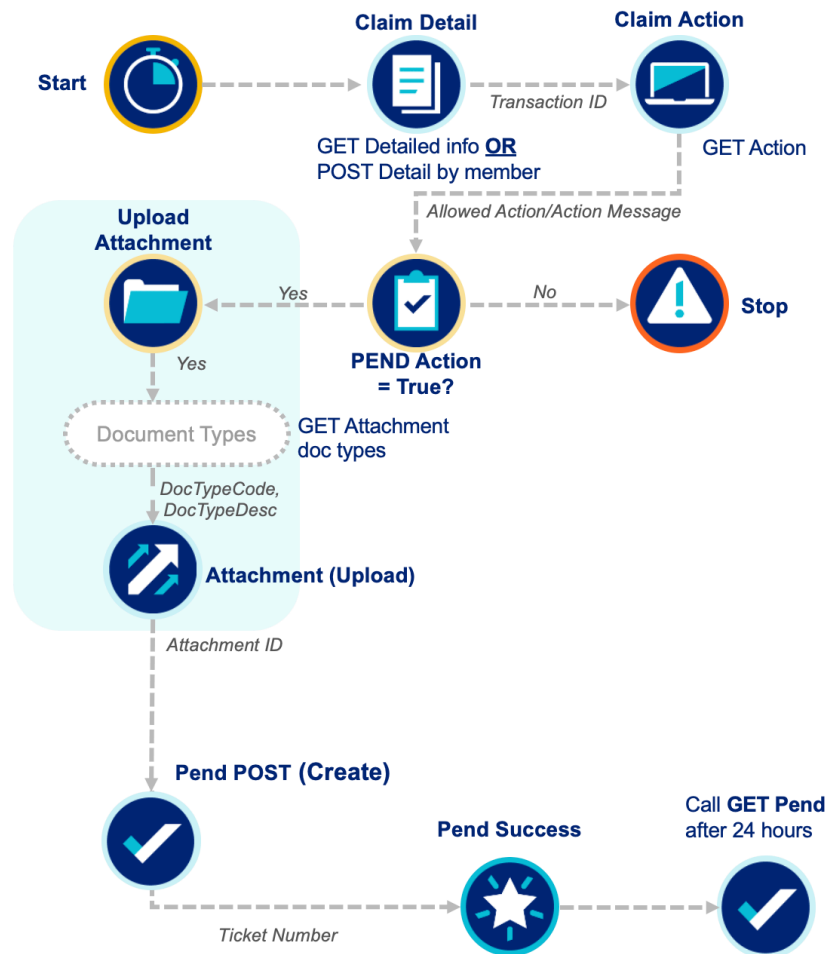 Claim Detail
Claim Action
Start
Transaction ID
GET Detailed info OR
POST Detail by member
GET Action
Allowed Action/Action Message
Upload
Attachment
Yes
No
Stop
PEND Action
= True?
Yes
Document Types
GET Attachment
doc types
DocTypeCode,
DocTypeDesc
Attachment (Upload)
Attachment ID
Pend POST (Create)
Pend Success
Call GET Pend
after 24 hours
Ticket Number